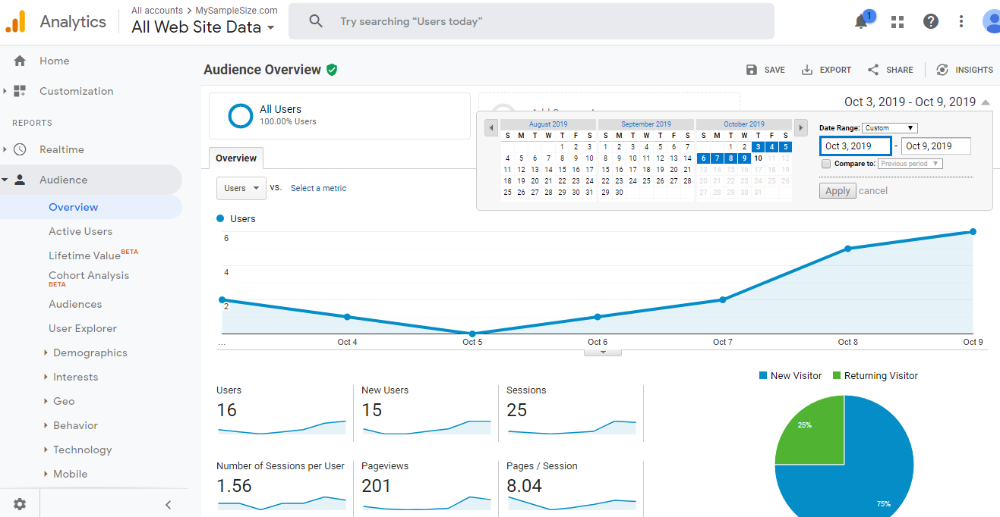 Analytics
All accounts > MySampleSize.com
All Web Site Data
Try searching “Users today”
1
Home
Customization
REPORTS
Realtime
Audience
Overview
Active Users
Lifetime Value BETA
Cohort Analysis
BETA
Audiences
User Explorer
Demographics
Interests
Geo
Behavior
Technology
Mobile
Audience Overview
SAVE
EXPORT
SHARE
INSIGHTS
All Users
100.00% Users
Oct 3, 2019 - Oct 9, 2019
August 2019
S M T W T F S
1 2 3
4 5 6 7 8 9 10
11 12 13 14 15 16 17
18 19 20 21 22 23 24
25 26 27 28 29 30 31
September 2019
S M T W T F S
1 2 3 4 5 6 7
8 9 10 11 12 13 14
15 16 17 18 19 20 21
22 23 24 25 26 27 28
29 30
October 2019
S M T W T F S
1 2 3 4 5
6 7 8 9 10 11 12
13 14 15 16 17 18 19
20 21 22 23 24 25 26
27 28 29 30 31
Date Range: Custom
Oct 3, 2019 - Oct 9, 2019
Compare to: Previous period
Apply cancel
Overview
Users VS. Select a metric
Users
6
4
2
... Oct 4 Oct 5 Oct 6 Oct 7 Oct 8 Oct 9
Users
16
New Users
15
Sessions
25
Number of Sessions per User
1.56
Pageviews
201
Pages / Session
8.04
New Visitor Returning Visitor
25%
75%